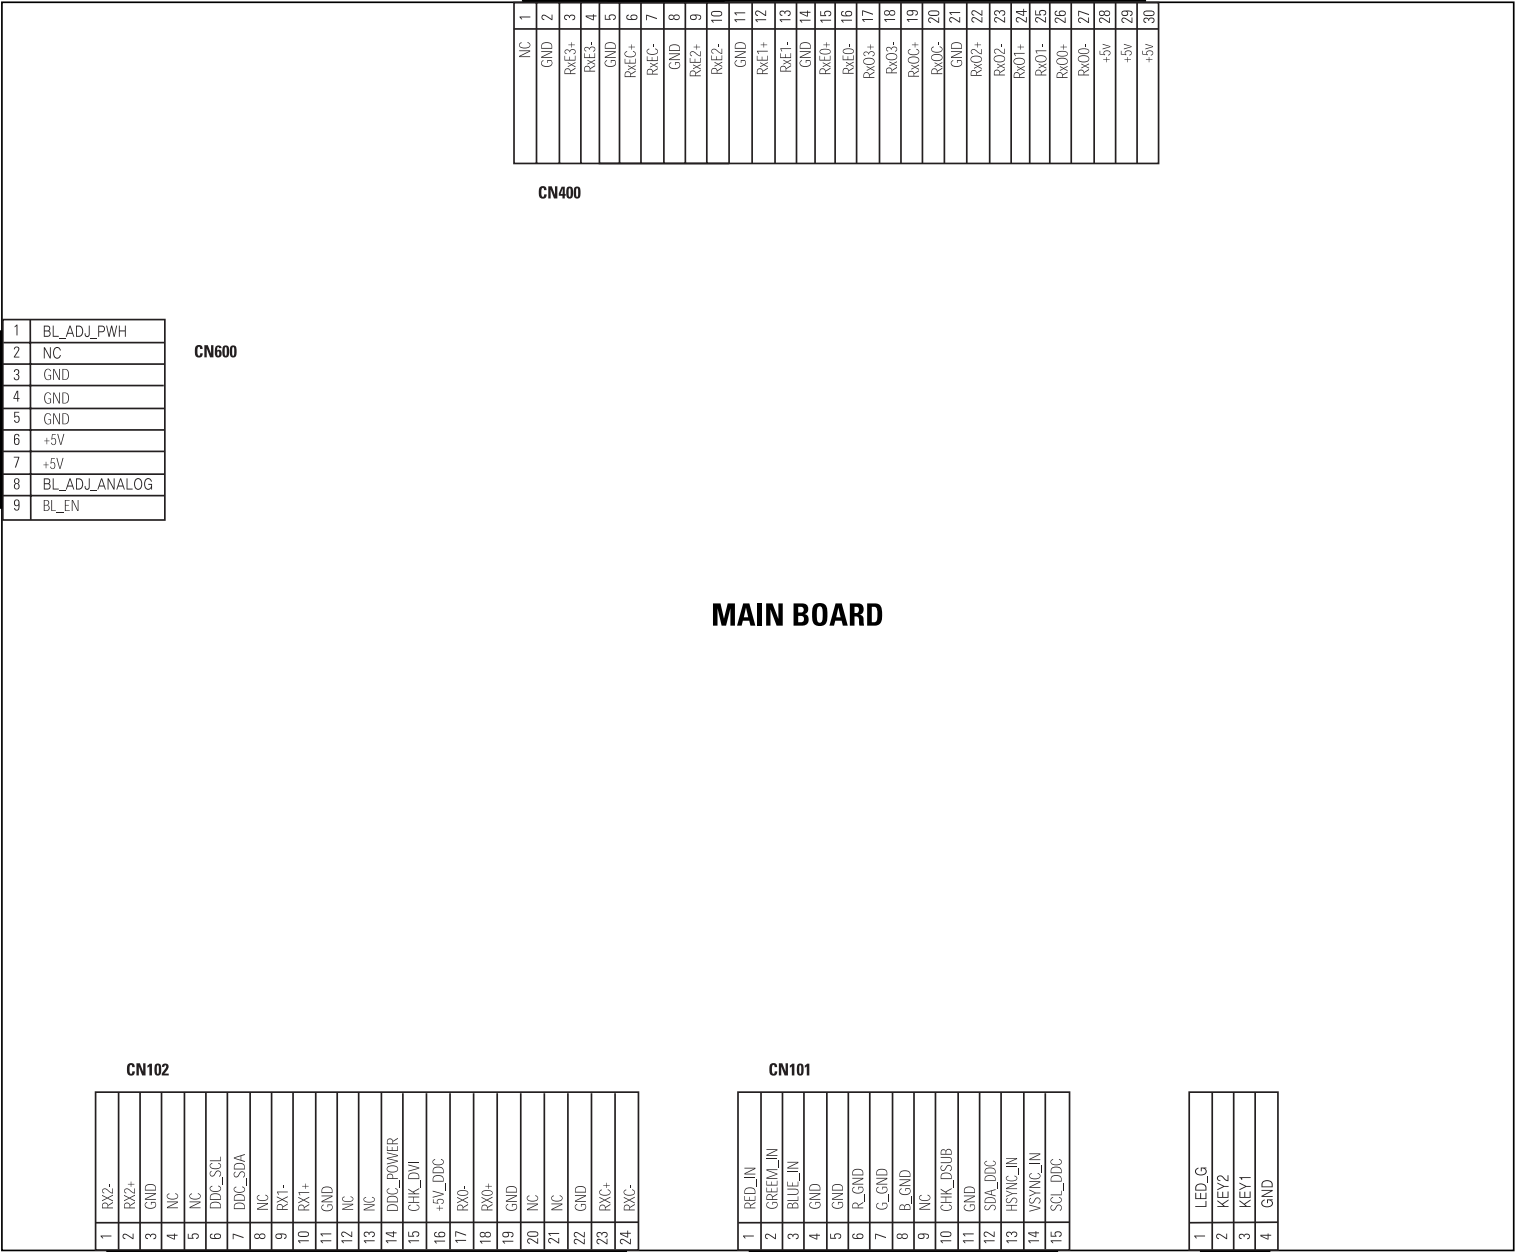 1 NC
2 GND
3 RxE3+
4 RxE3-
5 GND
6 RxEC+
7 RxEC-
8 GND
9 RxE2+
10 RxE2-
11 GND
12 RxE1+
13 RxE1-
14 GND
15 RxE0+
16 RxE0-
17 RxO3+
18 RxO3-
19 RxOC+
20 RxOC-
21 GND
22 RxO2+
23 RxO2-
24 RxO1+
25 RxO1-
26 RxO0+
27 RxO0-
28 +5v
29 +5v
30 +5v
CN400
1 BL_ADJ_PWH
2 NC
3 GND
4 GND
5 GND
6 +5V
7 +5V
8 BL_ADJ_ANALOG
9 BL_EN
CN600
MAIN BOARD
CN102
1 RX2-
2 RX2+
3 GND
4 NC
5 NC
6 DDC_SCL
7 DDC_SDA
8 NC
9 RX1-
10 RX1+
11 GND
12 NC
13 NC
14 DDC_POWER
15 CHK_DVI
16 +5V_DDC
17 RX0-
18 RX0+
19 GND
20 NC
21 NC
22 GND
23 RXC+
24 RXC-
CN101
1 RED_IN
2 GREEM_IN
3 BLUE_IN
4 GND
5 GND
6 R_GND
7 G_GND
8 B_GND
9 NC
10 CHK_DSUB
11 GND
12 SDA_DDC
13 HSYNC_IN
14 VSYNC_IN
15 SCL_DDC
1 LED_G
2 KEY2
3 KEY1
4 GND